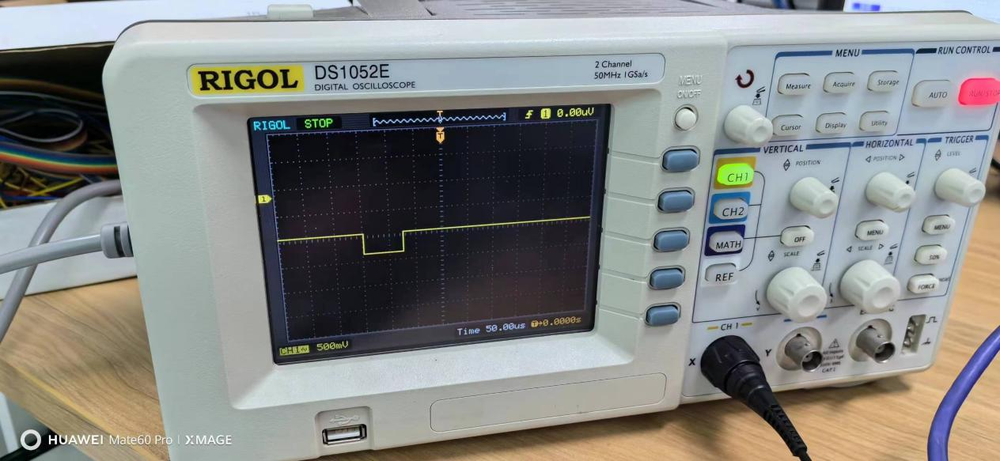 RIGOL DS1052E
DIGITAL OSCILLOSCOPE
2 Channel
50MHz 1GSa/s
MENU
ON/OFF
RIGOL STOP
T
1 0.00uV
T
1
Time 50.00us T→0.0000s
CH1 500mV
MENU
Measure Acquire Storage
Cursor Display Utility
RUN CONTROL
AUTO RUN/STOP
VERTICAL
POSITION
CH1
CH2
MATH OFF
REF SCALE
HORIZONTAL
POSITION
MENU
SCALE
TRIGGER
LEVEL
MENU
50%
FORCE
CH 1
X
Y
HUAWEI Mate60 Pro | XMAGE